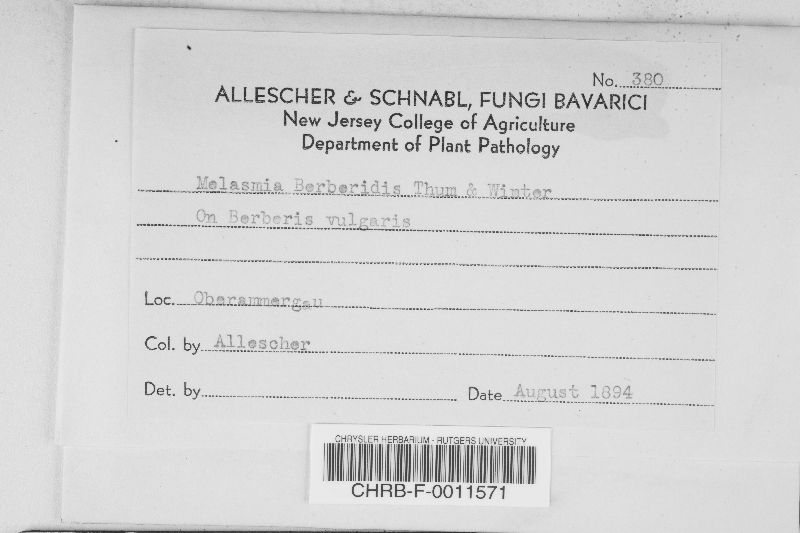 No. 380
ALLESCHER & SCHNABL, FUNGI BAVARICI
New Jersey College of Agriculture
Department of Plant Pathology
Melasmia Berberidis Thum & Winter
On Berberis vulgaris
Loc. Oberammergau
Col. by Allescher
Det. by
Date August 1894
CHRYSLER HERBARIUM - RUTGERS UNIVERSITY
CHRB-F-0011571